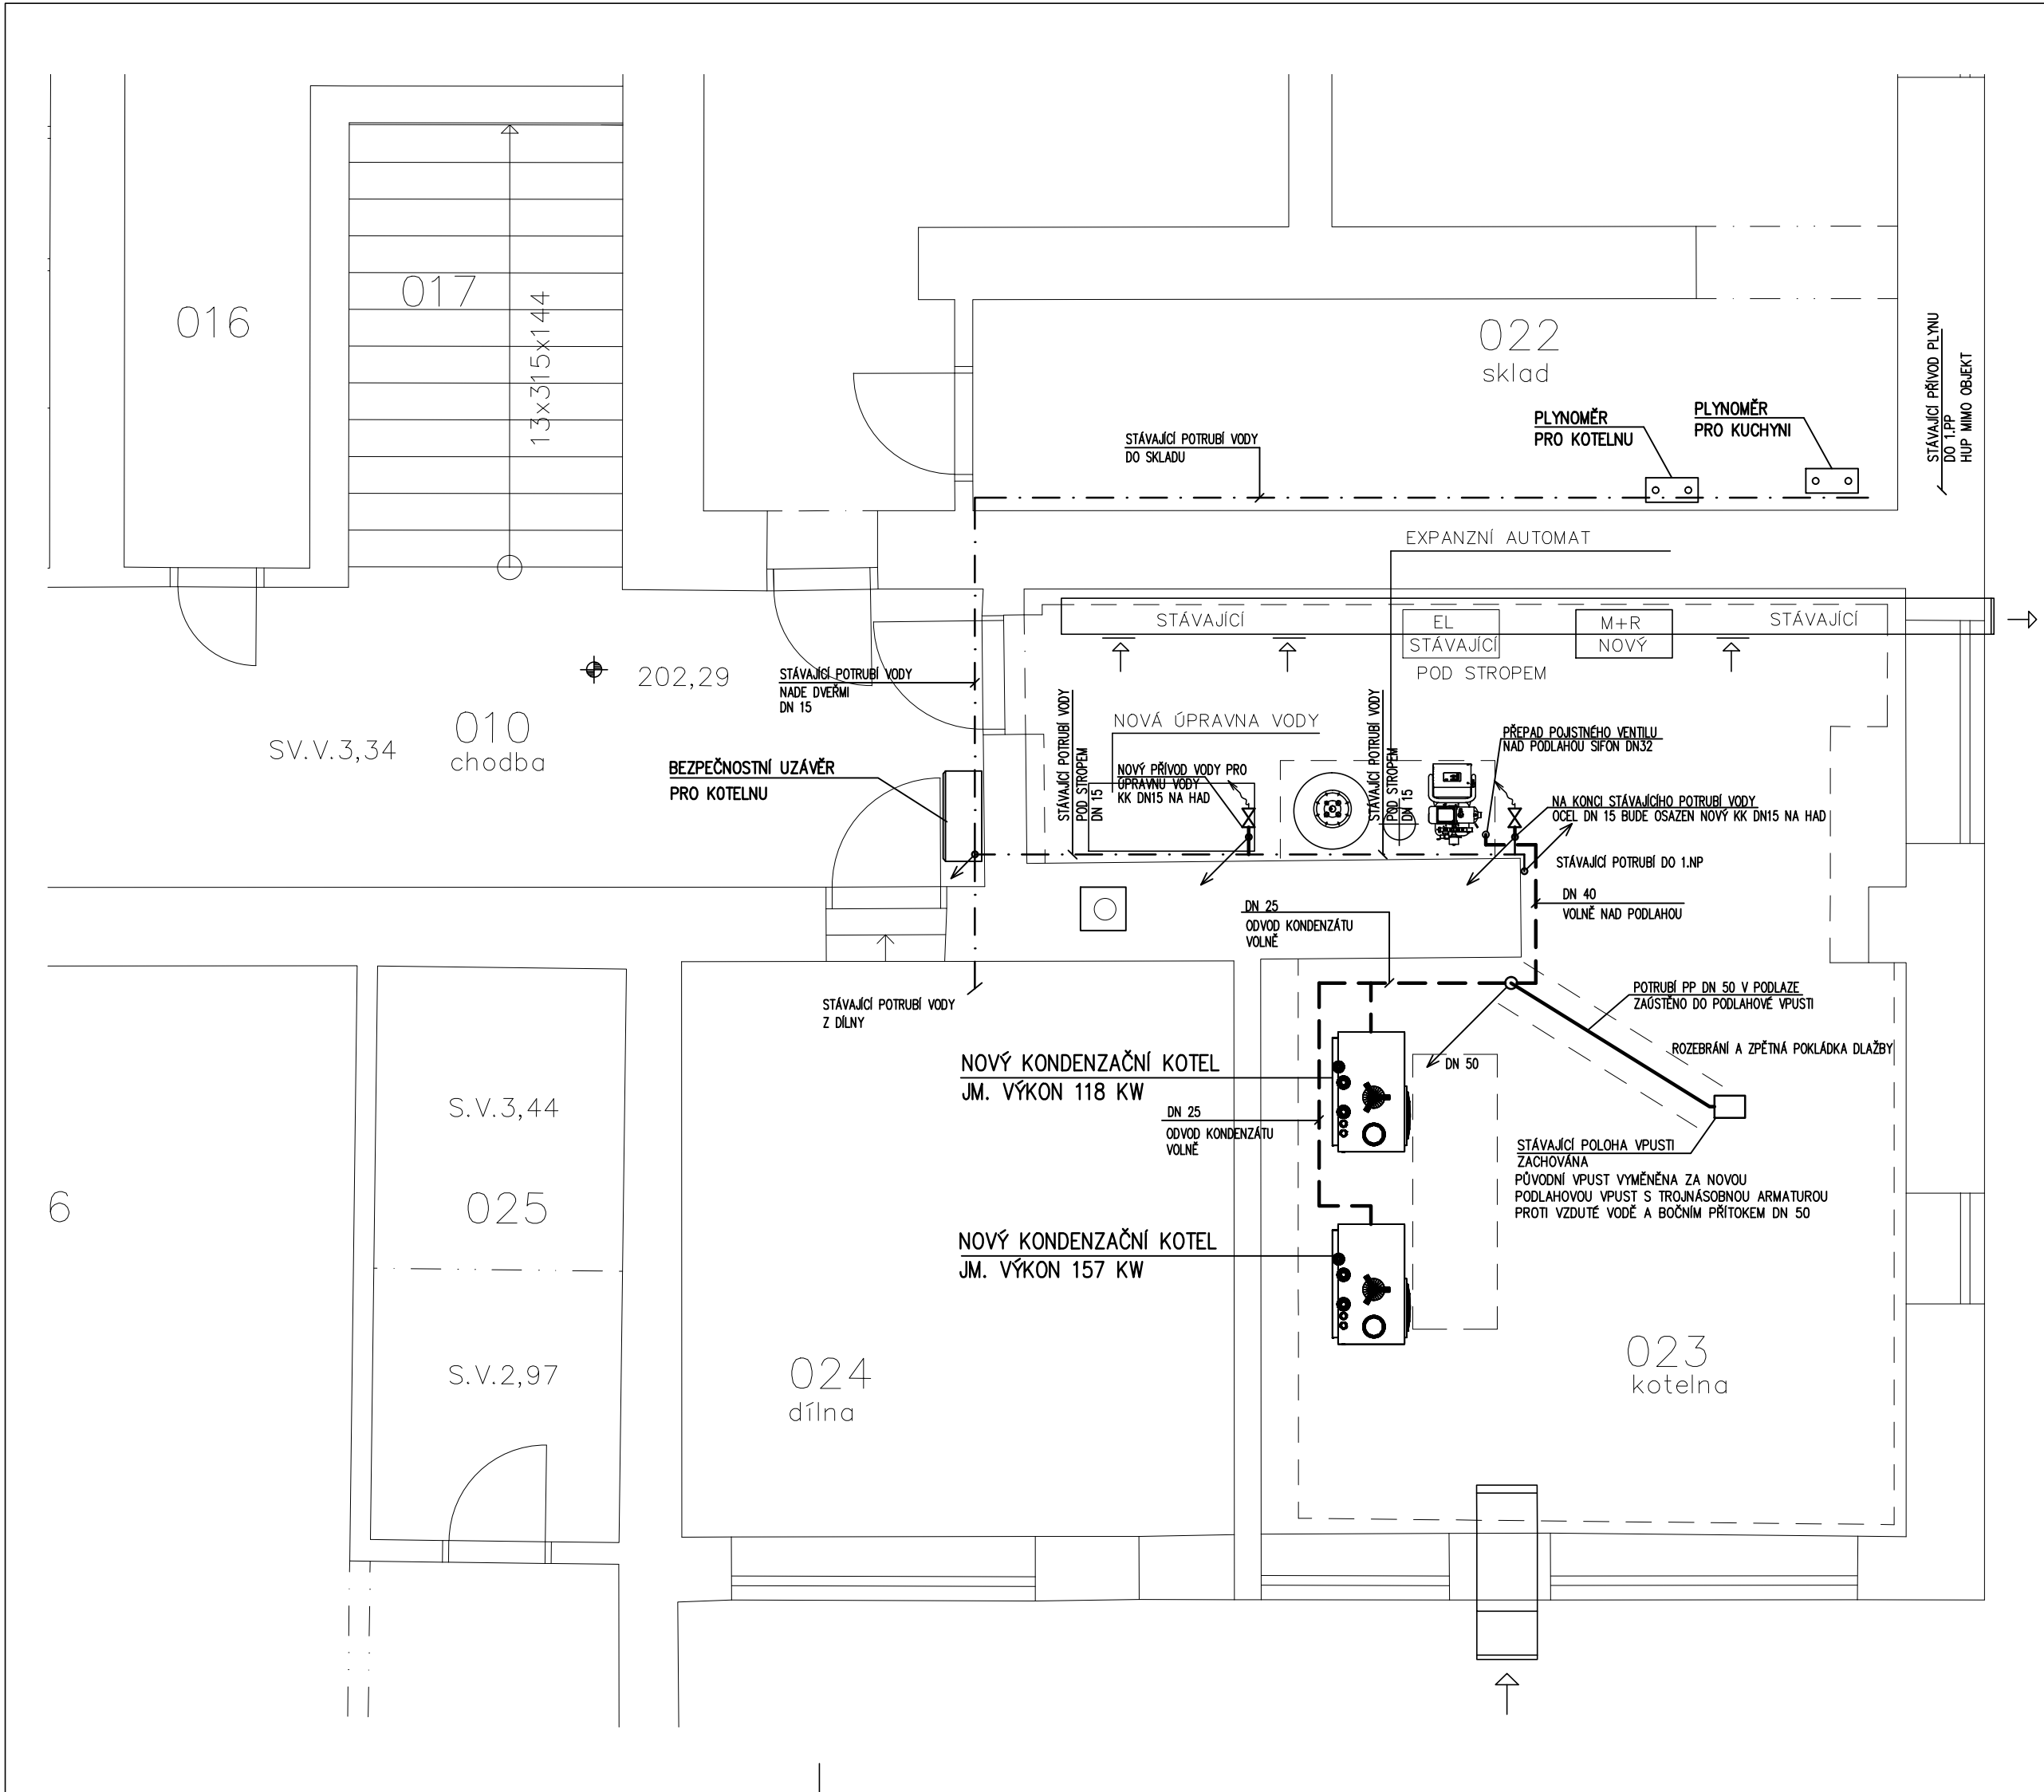 016
017
13x315x144
022
sklad
PLYNOMĚR
PRO KOTELNU
PLYNOMĚR
PRO KUCHYNI
STÁVAJÍCÍ PŘÍVOD PLYNU
DO 1.PP
HUP MIMO OBJEKT
STÁVAJÍCÍ POTRUBÍ VODY
DO SKLADU
EXPANZNÍ AUTOMAT
STÁVAJÍCÍ
EL
STÁVAJÍCÍ
M+R
NOVÝ
STÁVAJÍCÍ
POD STROPEM
202,29
STÁVAJÍCÍ POTRUBÍ VODY
NADE DVEŘMI
DN 15
010
chodba
SV.V.3,34
BEZPEČNOSTNÍ UZÁVĚR
PRO KOTELNU
STÁVAJÍCÍ POTRUBÍ VODY
POD STROPEM
DN 15
NOVÁ ÚPRAVNA VODY
NOVÝ PŘÍVOD VODY PRO
ÚPRAVNU VODY
KK DN15 NA HAD
STÁVAJÍCÍ POTRUBÍ VODY
POD STROPEM
DN 15
PŘEPAD POJISTNÉHO VENTILU
NAD PODLAHOU SIFON DN32
NA KONCI STÁVAJÍCÍHO POTRUBÍ VODY
OCEL DN 15 BUDE OSAZEN NOVÝ KK DN15 NA HAD
STÁVAJÍCÍ POTRUBÍ DO 1.NP
DN 40
VOLNĚ NAD PODLAHOU
DN 25
ODVOD KONDENZÁTU
VOLNĚ
STÁVAJÍCÍ POTRUBÍ VODY
Z DÍLNY
POTRUBÍ PP DN 50 V PODLAZE
ZAÚSTĚNO DO PODLAHOVÉ VPUSTI
ROZEBRÁNÍ A ZPĚTNÁ POKLÁDKA DLAŽBY
DN 50
NOVÝ KONDENZAČNÍ KOTEL
JM. VÝKON 118 KW
DN 25
ODVOD KONDENZÁTU
VOLNĚ
STÁVAJÍCÍ POLOHA VPUSTI
ZACHOVÁNA
PŮVODNÍ VPUST VYMĚNĚNA ZA NOVOU
PODLAHOVOU VPUST S TROJNÁSOBNOU ARMATUROU
PROTI VZDUTÉ VODĚ A BOČNÍM PŘÍTOKEM DN 50
S.V.3,44
6
025
NOVÝ KONDENZAČNÍ KOTEL
JM. VÝKON 157 KW
S.V.2,97
024
dílna
023
kotelna